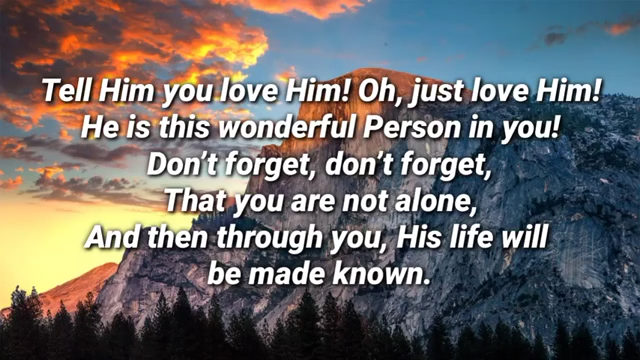 Tell Him you love Him! Oh, just love Him!
He is this wonderful Person in you!
Don’t forget, don’t forget,
That you are not alone,
And then through you, His life will
be made known.